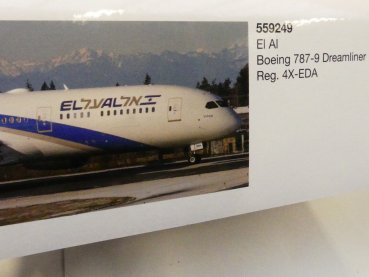 559249
El Al
Boeing 787-9 Dreamliner
Reg. 4X-EDA
EL AL אל על